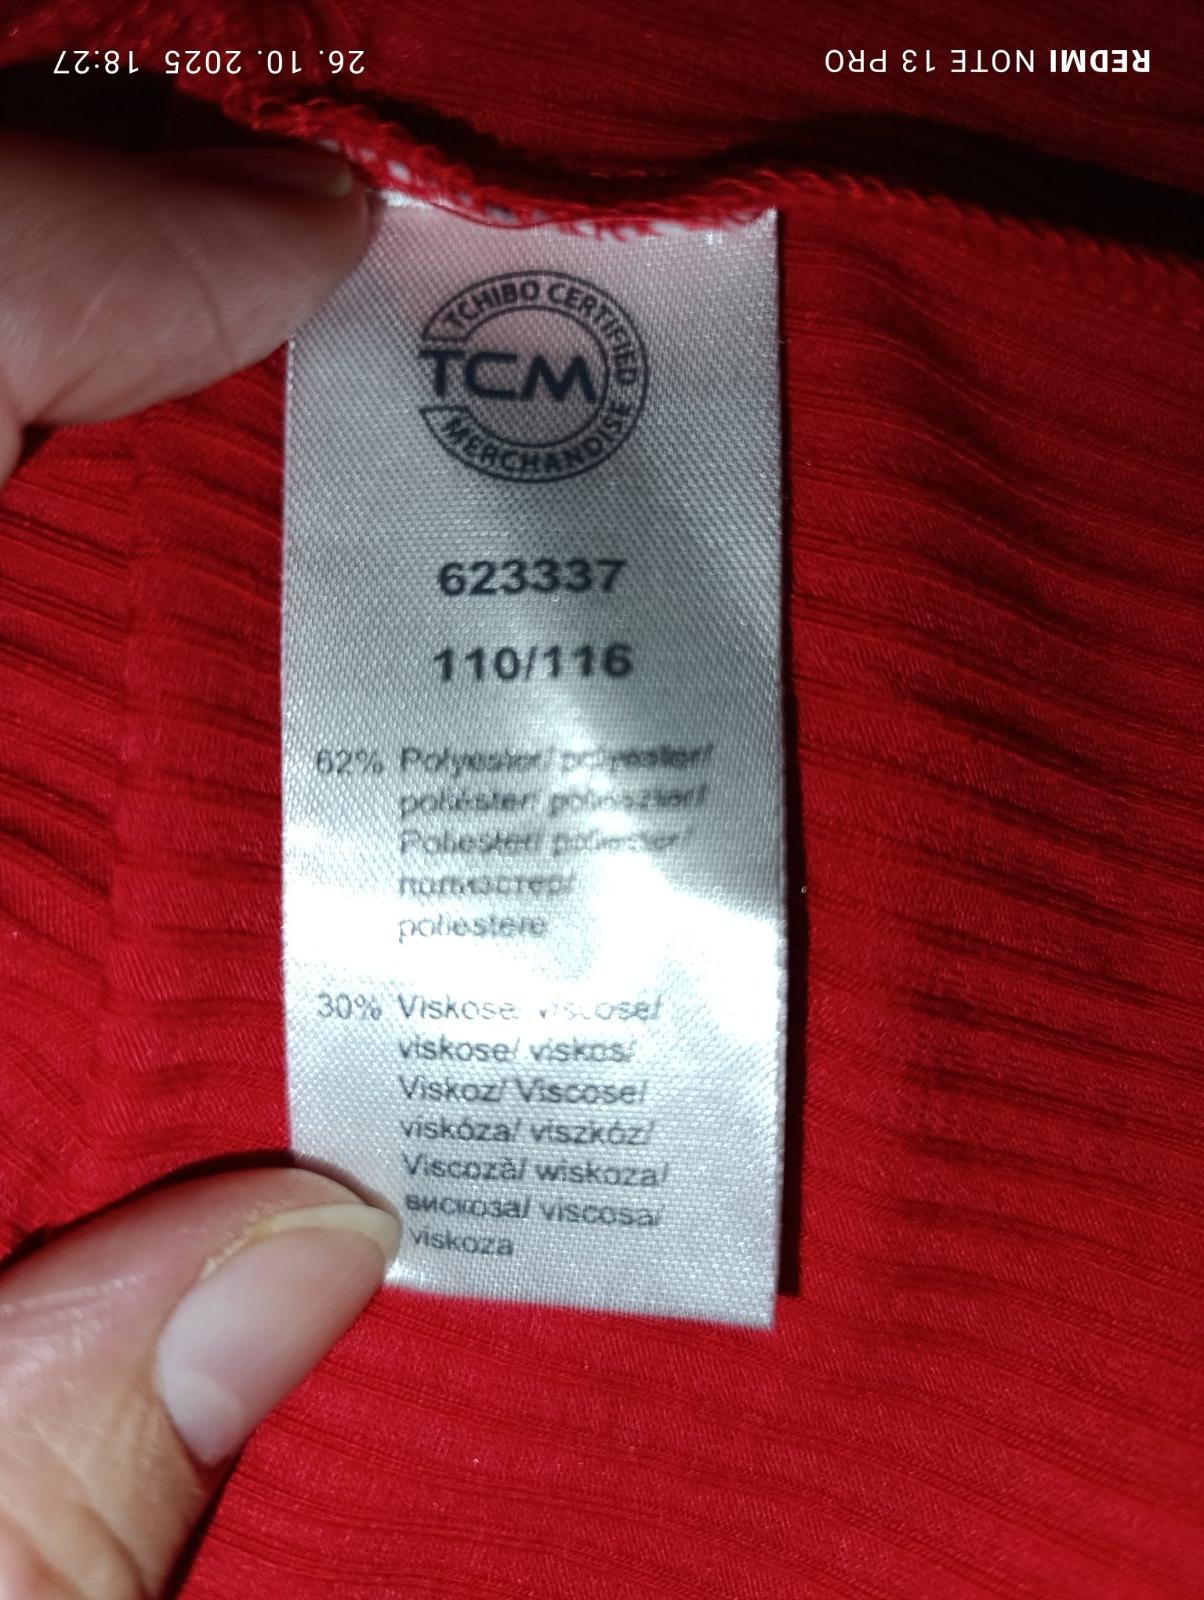 REDMI NOTE 13 PRO
26. 10. 2025 18:27
TCHIBO CERTIFIED
TCM
MERCHANDISE
623337
110/116
62% Polyester/ polyester/
poliéster/ poliészter/
Poliester/ poliester/
полиэстер/
poliestere
30% Viskose/ viscose/
viskose/ viskos/
Viskoz/ Viscose/
viskóza/ viszkóz/
Viscoză/ wiskoza/
вискоза/ viscosa/
viskoza